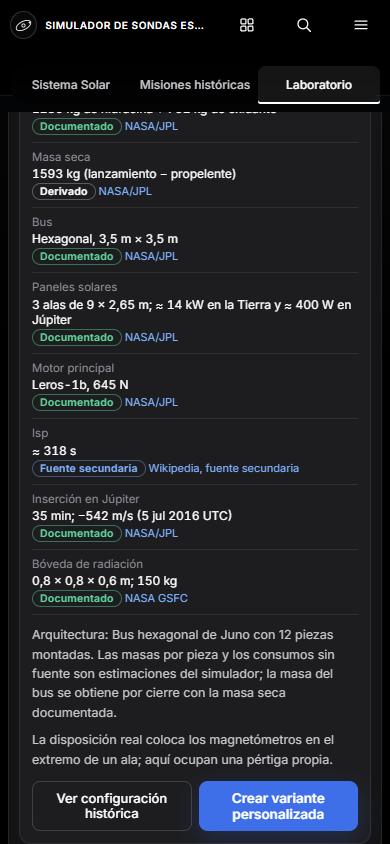 SIMULADOR DE SONDAS ES...
Sistema Solar
Misiones históricas
Laboratorio
Documentado NASA/JPL
Masa seca
1593 kg (lanzamiento − propelente)
Derivado NASA/JPL
Bus
Hexagonal, 3,5 m × 3,5 m
Documentado NASA/JPL
Paneles solares
3 alas de 9 × 2,65 m; ≈ 14 kW en la Tierra y ≈ 400 W en
Júpiter
Documentado NASA/JPL
Motor principal
Leros-1b, 645 N
Documentado NASA/JPL
Isp
≈ 318 s
Fuente secundaria Wikipedia, fuente secundaria
Inserción en Júpiter
35 min; −542 m/s (5 jul 2016 UTC)
Documentado NASA/JPL
Bóveda de radiación
0,8 × 0,8 × 0,6 m; 150 kg
Documentado NASA GSFC
Arquitectura: Bus hexagonal de Juno con 12 piezas
montadas. Las masas por pieza y los consumos sin
fuente son estimaciones del simulador; la masa del
bus se obtiene por cierre con la masa seca
documentada.
La disposición real coloca los magnetómetros en el
extremo de un ala; aquí ocupan una pértiga propia.
Ver configuración
histórica
Crear variante
personalizada